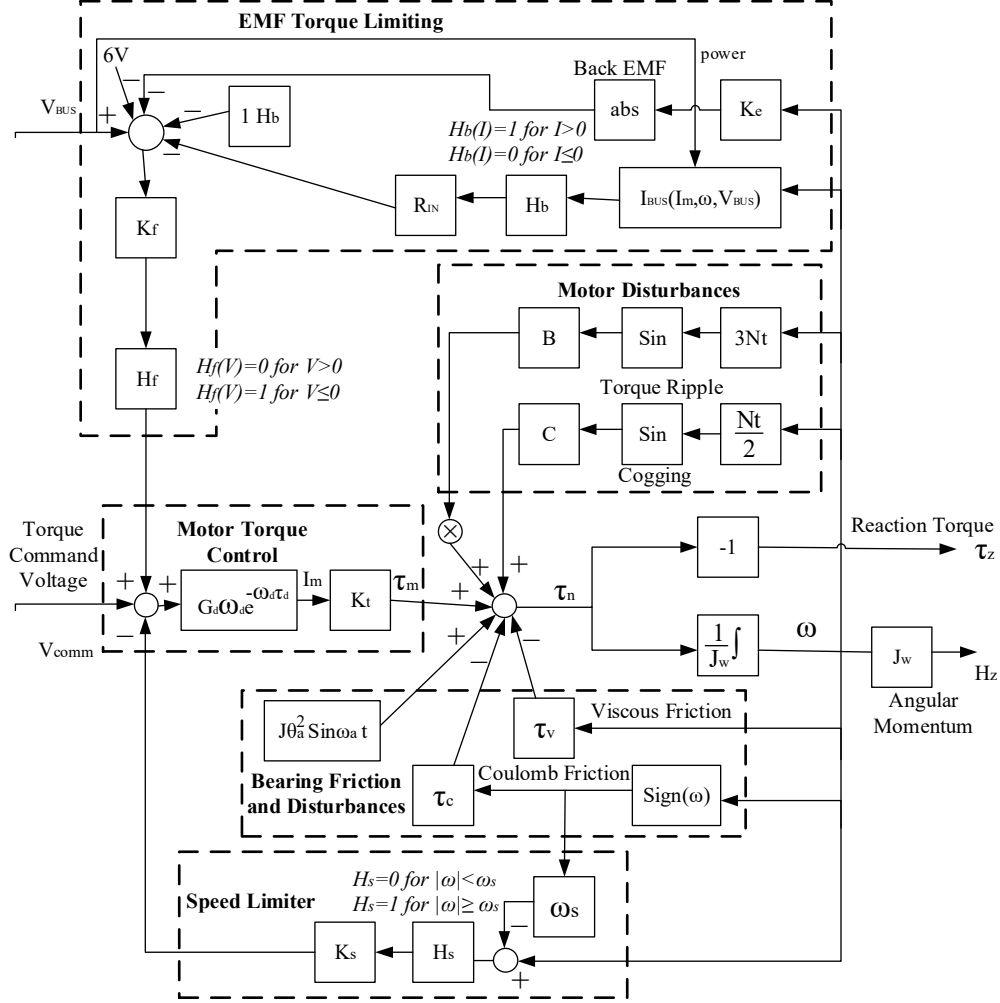 EMF Torque Limiting
6V
power
Back EMF
V_BUS
+
−
−
−
−
1 H_b
abs
K_e
H_b(I)=1 for I>0
H_b(I)=0 for I≤0
K_f
R_IN
H_b
I_BUS(I_m,ω,V_BUS)
Motor Disturbances
B
Sin
3Nt
H_f
H_f(V)=0 for V>0
H_f(V)=1 for V≤0
Torque Ripple
C
Sin
Nt
2
Cogging
Torque
Command
Voltage
Motor Torque
Control
×
-1
Reaction Torque
τ_z
+
+
−
+
G_dω_de^-ω_dτ_d
I_m
K_t
τ_m
+
+
+
+
−
−
τ_n
V_comm
1
J_w
∫
ω
J_w
H_z
Angular
Momentum
Jθ_a^2 Sinω_a t
τ_v
Viscous Friction
Bearing Friction
and Disturbances
Coulomb Friction
τ_c
Sign(ω)
Speed Limiter
H_s=0 for |ω|<ω_s
H_s=1 for |ω|≥ ω_s
ω_s
−
K_s
H_s
+